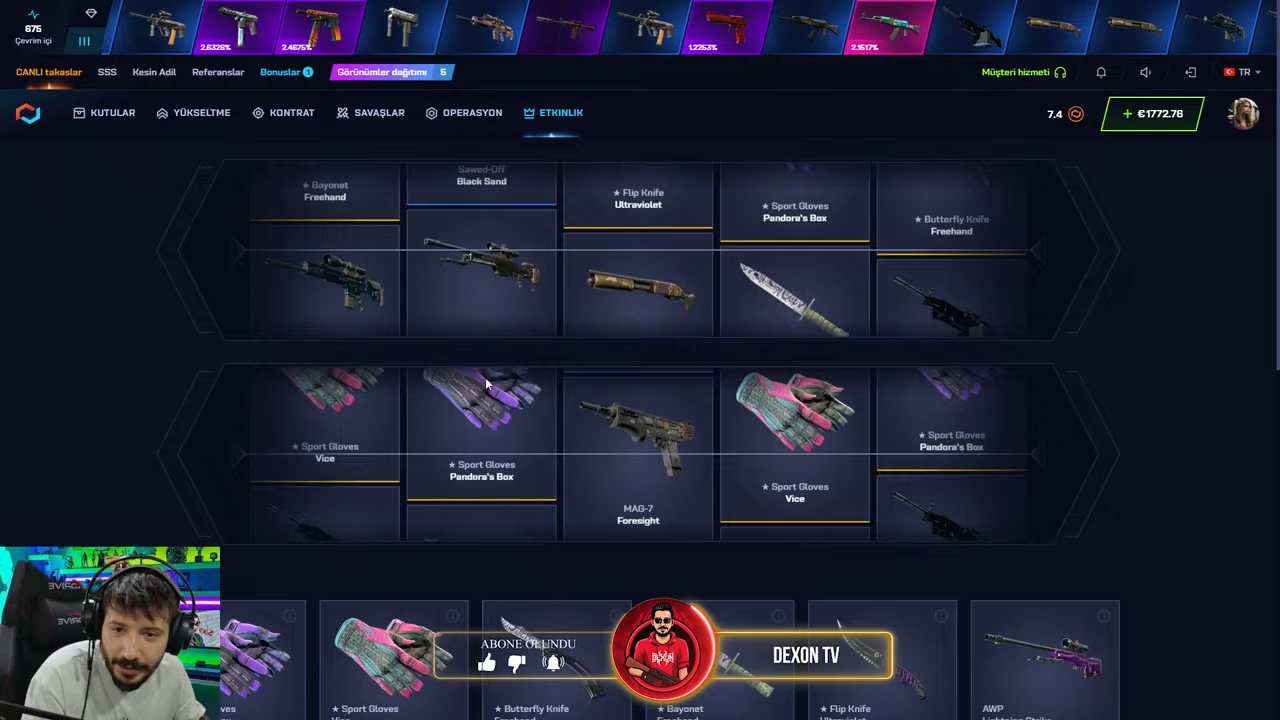 675
Çevrim içi
2.6326%
2.4675%
1.2253%
2.1517%
CANLI takaslar
SSS
Kesin Adil
Referanslar
Bonuslar 1
Görünümler dağıtımı 5
Müşteri hizmeti
TR
KUTULAR
YÜKSELTME
KONTRAT
SAVAŞLAR
OPERASYON
ETKINLIK
7.4
+ €1772.76
★ Bayonet
Freehand
Sawed-Off
Black Sand
★ Flip Knife
Ultraviolet
★ Sport Gloves
Pandora's Box
★ Butterfly Knife
Freehand
★ Sport Gloves
Vice
★ Sport Gloves
Pandora's Box
MAG-7
Foresight
★ Sport Gloves
Vice
★ Sport Gloves
Pandora's Box
ABONE OLUNDU
DEXON TV
★ Sport Gloves
★ Butterfly Knife
★ Bayonet
★ Flip Knife
AWP